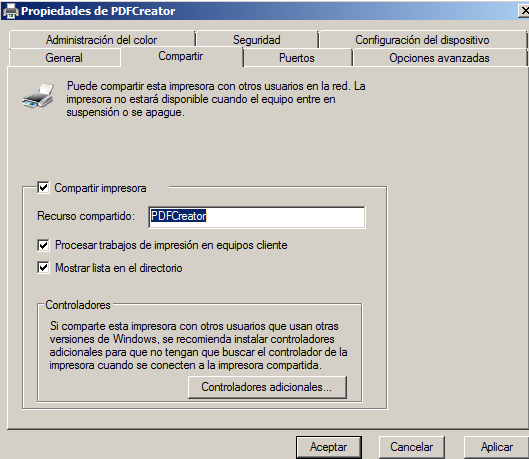 Propiedades de PDFCreator
Administración del color
Seguridad
Configuración del dispositivo
General
Compartir
Puertos
Opciones avanzadas
Puede compartir esta impresora con otros usuarios en la red. La
impresora no estará disponible cuando el equipo entre en
suspensión o se apague.
Compartir impresora
Recurso compartido:
PDFCreator
Procesar trabajos de impresión en equipos cliente
Mostrar lista en el directorio
Controladores
Si comparte esta impresora con otros usuarios que usan otras
versiones de Windows, se recomienda instalar controladores
adicionales para que no tengan que buscar el controlador de la
impresora cuando se conecten a la impresora compartida.
Controladores adicionales...
Aceptar
Cancelar
Aplicar